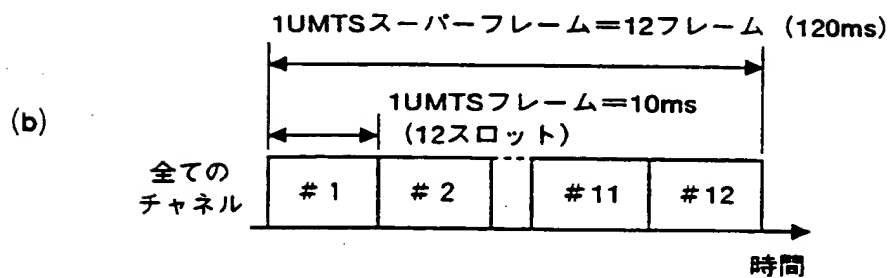 1UMTSスーパーフレーム＝12フレーム（120ms）
(b)
1UMTSフレーム＝10ms
（12スロット）
全ての
チャネル
＃1 ＃2 ＃11 ＃12
時間